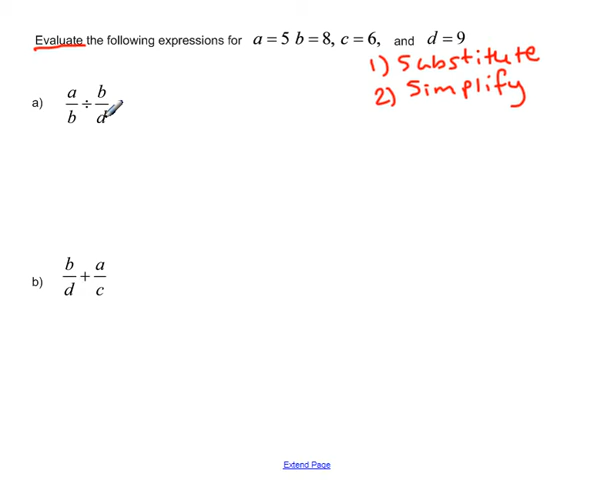 Evaluate the following expressions for a = 5 b = 8, c = 6, and d = 9
1) Substitute
2) Simplify
a) a/b ÷ b/d
b) b/d + a/c
Extend Page